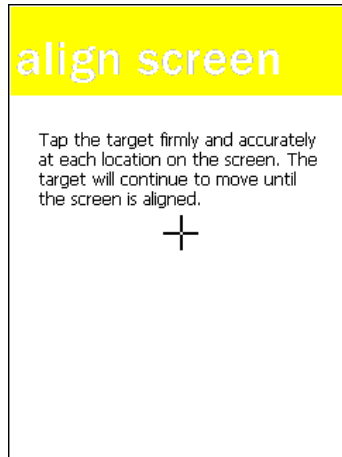 align screen
Tap the target firmly and accurately
at each location on the screen. The
target will continue to move until
the screen is aligned.